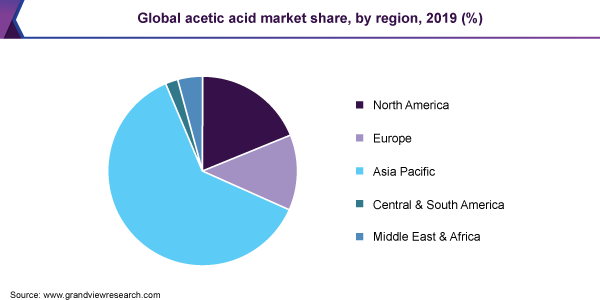 Global acetic acid market share, by region, 2019 (%)
North America
Europe
Asia Pacific
Central & South America
Middle East & Africa
Source: www.grandviewresearch.com